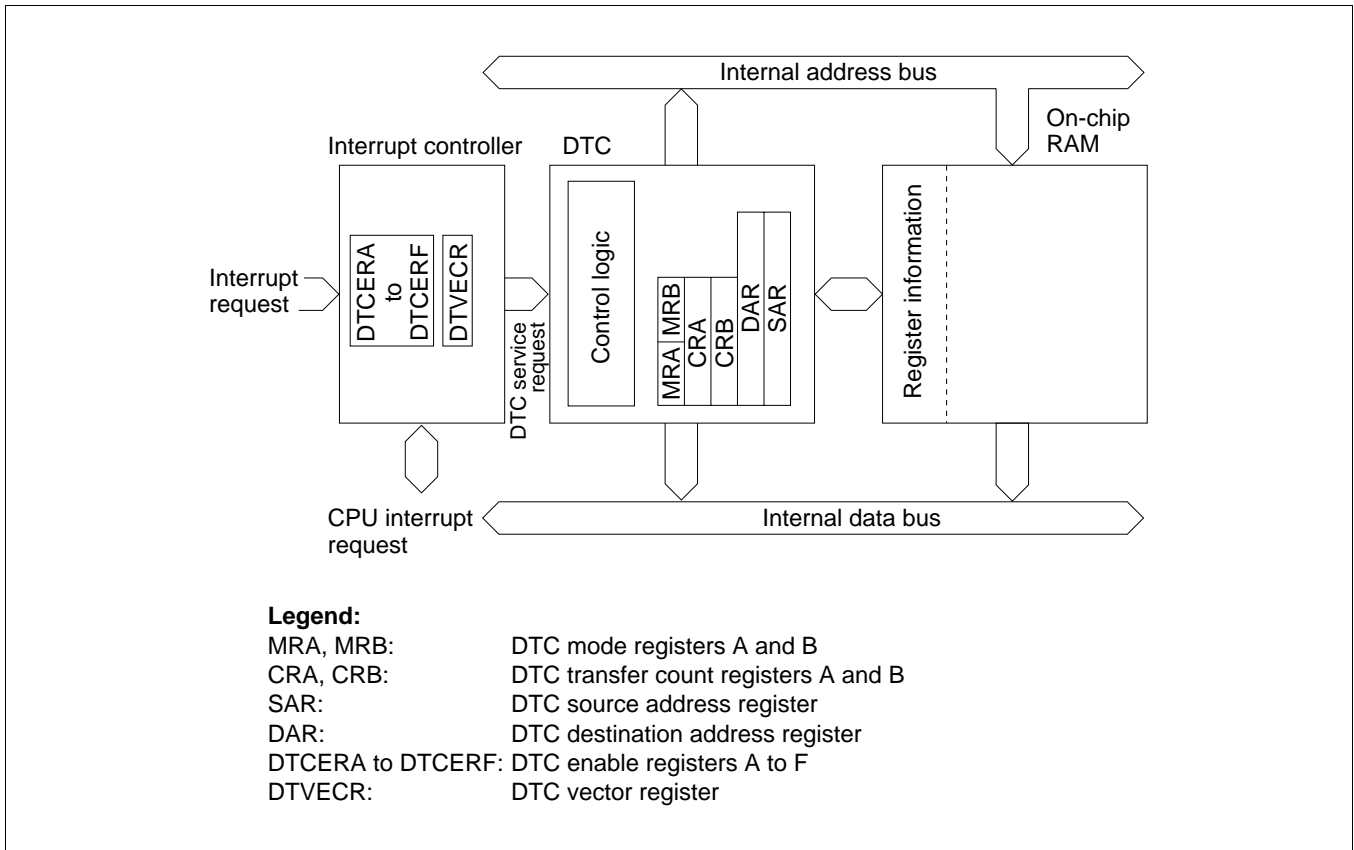 Internal address bus
On-chip
RAM
Interrupt controller
DTC
Interrupt
request
DTCERA
to
DTCERF
DTVECR
DTC service
request
Control logic
MRA
MRB
CRA
CRB
DAR
SAR
Register information
CPU interrupt
request
Internal data bus
Legend:
MRA, MRB: DTC mode registers A and B
CRA, CRB: DTC transfer count registers A and B
SAR: DTC source address register
DAR: DTC destination address register
DTCERA to DTCERF: DTC enable registers A to F
DTVECR: DTC vector register